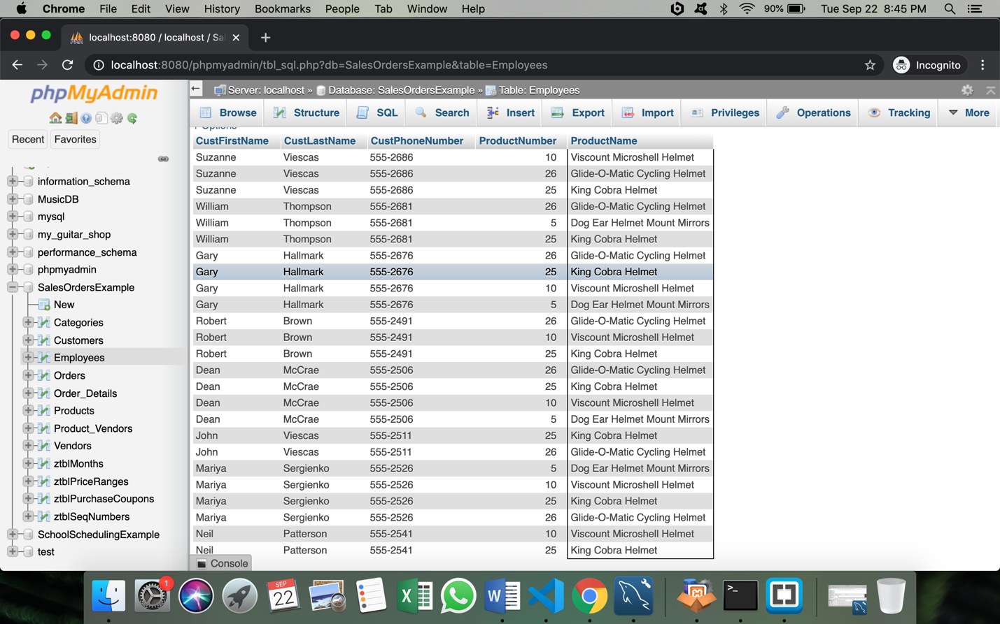 Chrome File Edit View History Bookmarks People Tab Window Help 90% Tue Sep 22 8:45 PM
localhost:8080 / localhost / Sa
localhost:8080/phpmyadmin/tbl_sql.php?db=SalesOrdersExample&table=Employees Incognito
phpMyAdmin
Recent Favorites
information_schema
MusicDB
mysql
my_guitar_shop
performance_schema
phpmyadmin
SalesOrdersExample
New
Categories
Customers
Employees
Orders
Order_Details
Products
Product_Vendors
Vendors
ztblMonths
ztblPriceRanges
ztblPurchaseCoupons
ztblSeqNumbers
SchoolSchedulingExample
test
Server: localhost » Database: SalesOrdersExample » Table: Employees
Browse Structure SQL Search Insert Export Import Privileges Operations Tracking More
+ Options
CustFirstName CustLastName CustPhoneNumber ProductNumber ProductName
Suzanne Viescas 555-2686 10 Viscount Microshell Helmet
Suzanne Viescas 555-2686 26 Glide-O-Matic Cycling Helmet
Suzanne Viescas 555-2686 25 King Cobra Helmet
William Thompson 555-2681 26 Glide-O-Matic Cycling Helmet
William Thompson 555-2681 5 Dog Ear Helmet Mount Mirrors
William Thompson 555-2681 25 King Cobra Helmet
Gary Hallmark 555-2676 26 Glide-O-Matic Cycling Helmet
Gary Hallmark 555-2676 25 King Cobra Helmet
Gary Hallmark 555-2676 10 Viscount Microshell Helmet
Gary Hallmark 555-2676 5 Dog Ear Helmet Mount Mirrors
Robert Brown 555-2491 26 Glide-O-Matic Cycling Helmet
Robert Brown 555-2491 10 Viscount Microshell Helmet
Robert Brown 555-2491 25 King Cobra Helmet
Dean McCrae 555-2506 26 Glide-O-Matic Cycling Helmet
Dean McCrae 555-2506 25 King Cobra Helmet
Dean McCrae 555-2506 10 Viscount Microshell Helmet
Dean McCrae 555-2506 5 Dog Ear Helmet Mount Mirrors
John Viescas 555-2511 25 King Cobra Helmet
John Viescas 555-2511 26 Glide-O-Matic Cycling Helmet
Mariya Sergienko 555-2526 5 Dog Ear Helmet Mount Mirrors
Mariya Sergienko 555-2526 10 Viscount Microshell Helmet
Mariya Sergienko 555-2526 25 King Cobra Helmet
Mariya Sergienko 555-2526 26 Glide-O-Matic Cycling Helmet
Neil Patterson 555-2541 10 Viscount Microshell Helmet
Neil Patterson 555-2541 25 King Cobra Helmet
Console
1
SEP
22
X
W
>_